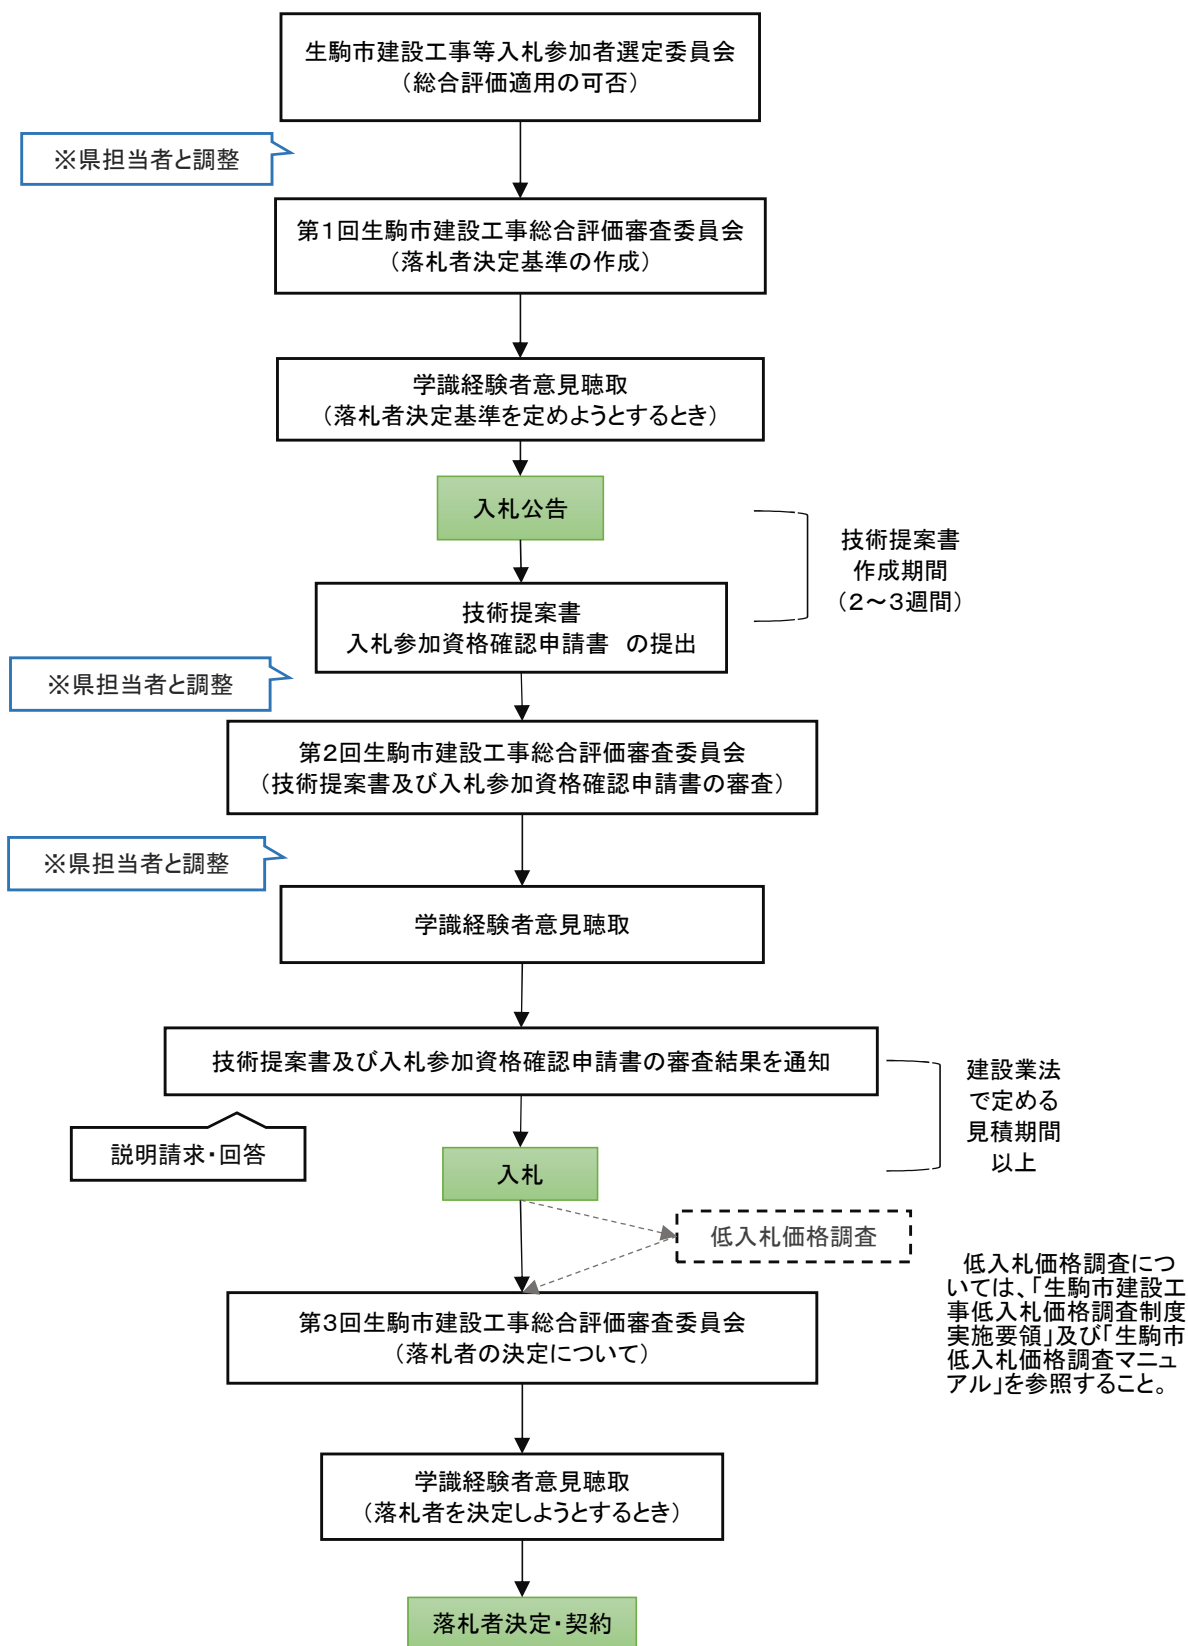 生駒市建設工事等入札参加者選定委員会
（総合評価適用の可否）
※県担当者と調整
第1回生駒市建設工事総合評価審査委員会
（落札者決定基準の作成）
学識経験者意見聴取
（落札者決定基準を定めようとするとき）
入札公告
技術提案書
作成期間
（2～3週間）
技術提案書
入札参加資格確認申請書　の提出
※県担当者と調整
第2回生駒市建設工事総合評価審査委員会
（技術提案書及び入札参加資格確認申請書の審査）
※県担当者と調整
学識経験者意見聴取
技術提案書及び入札参加資格確認申請書の審査結果を通知
建設業法
で定める
見積期間
以上
説明請求・回答
入札
低入札価格調査
低入札価格調査につ
いては、「生駒市建設工
事低入札価格調査制度
実施要領」及び「生駒市
低入札価格調査マニュ
アル」を参照すること。
第3回生駒市建設工事総合評価審査委員会
（落札者の決定について）
学識経験者意見聴取
（落札者を決定しようとするとき）
落札者決定・契約